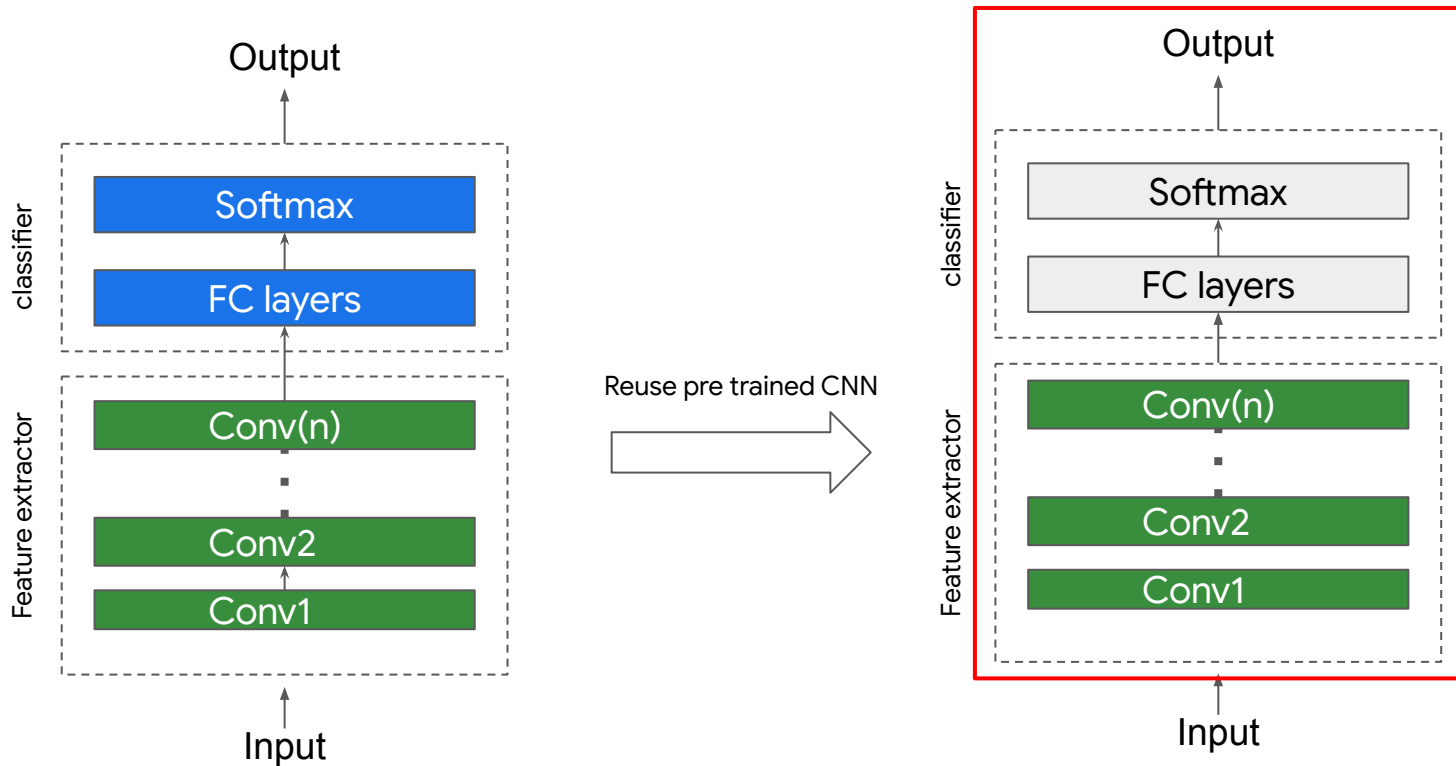 Output
classifier
Softmax
FC layers
Feature extractor
Conv(n)
Conv2
Conv1
Input
Reuse pre trained CNN
Output
classifier
Softmax
FC layers
Feature extractor
Conv(n)
Conv2
Conv1
Input